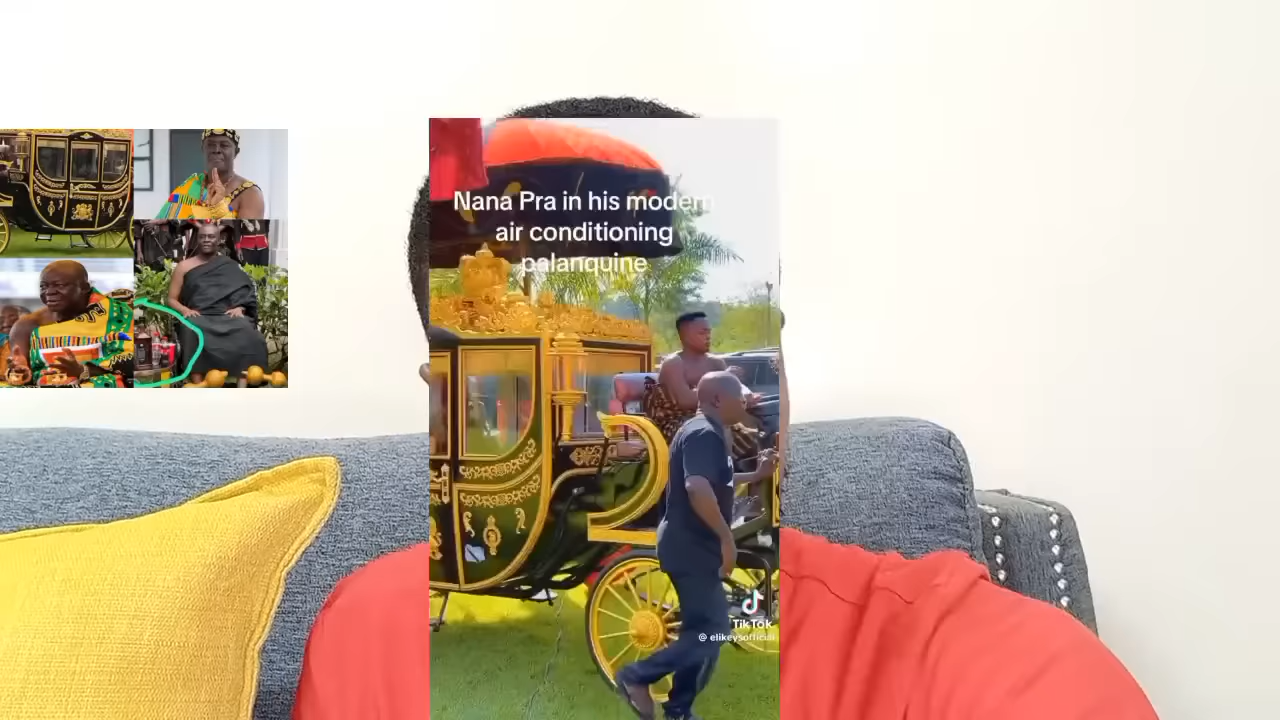 Nana Pra in his modern
air conditioning
palanquine
TikTok
@ elikeysofficial